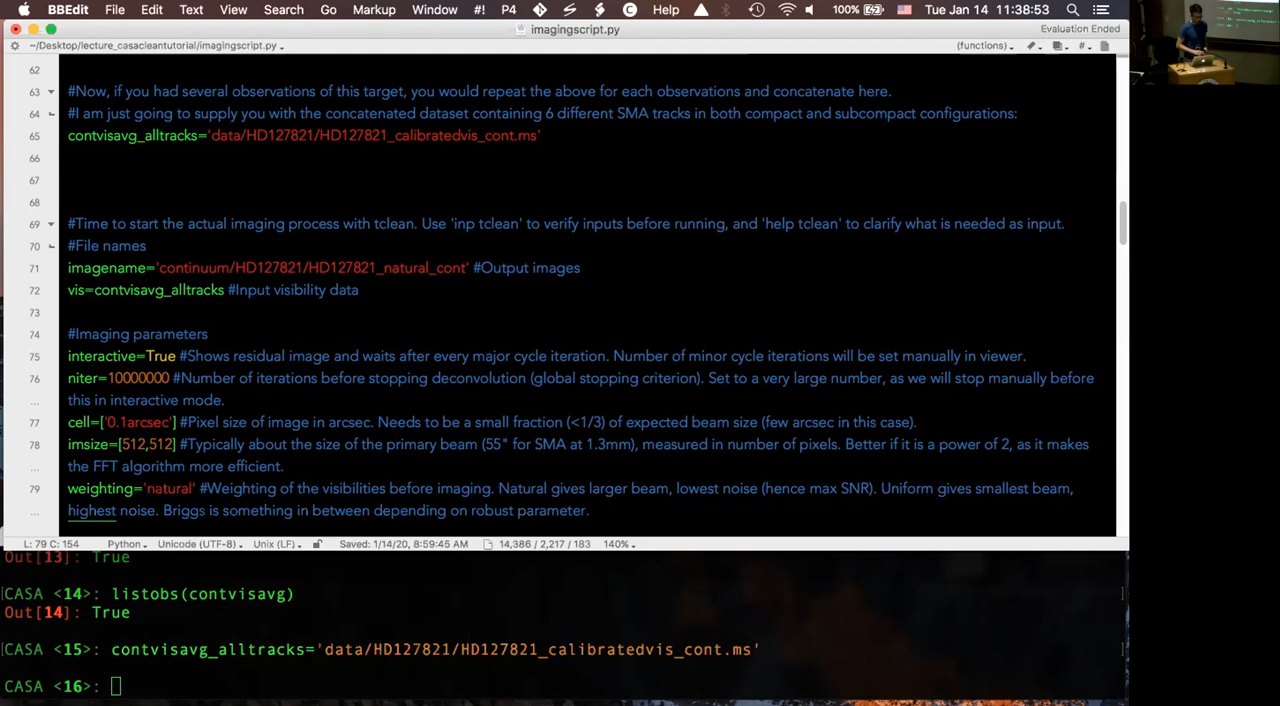 BBEdit File Edit Text View Search Go Markup Window #! P4 Help 100% Tue Jan 14 11:38:53
imagingscript.py
~/Desktop/lecture_casacleantutorial/imagingscript.py (functions) Evaluation Ended
62
63 #Now, if you had several observations of this target, you would repeat the above for each observations and concatenate here.
64 #I am just going to supply you with the concatenated dataset containing 6 different SMA tracks in both compact and subcompact configurations:
65 contvisavg_alltracks='data/HD127821/HD127821_calibratedvis_cont.ms'
66
67
68
69 #Time to start the actual imaging process with tclean. Use 'inp tclean' to verify inputs before running, and 'help tclean' to clarify what is needed as input.
70 #File names
71 imagename='continuum/HD127821/HD127821_natural_cont' #Output images
72 vis=contvisavg_alltracks #Input visibility data
73
74 #Imaging parameters
75 interactive=True #Shows residual image and waits after every major cycle iteration. Number of minor cycle iterations will be set manually in viewer.
76 niter=10000000 #Number of iterations before stopping deconvolution (global stopping criterion). Set to a very large number, as we will stop manually before
... this in interactive mode.
77 cell=['0.1arcsec'] #Pixel size of image in arcsec. Needs to be a small fraction (<1/3) of expected beam size (few arcsec in this case).
78 imsize=[512,512] #Typically about the size of the primary beam (55" for SMA at 1.3mm), measured in number of pixels. Better if it is a power of 2, as it makes
... the FFT algorithm more efficient.
79 weighting='natural' #Weighting of the visibilities before imaging. Natural gives larger beam, lowest noise (hence max SNR). Uniform gives smallest beam,
... highest noise. Briggs is something in between depending on robust parameter.
L: 79 C: 154 Python Unicode (UTF-8) Unix (LF) Saved: 1/14/20, 8:59:45 AM 14,386 / 2,217 / 183 140%
Out[13]: True
CASA <14>: listobs(contvisavg)
Out[14]: True
CASA <15>: contvisavg_alltracks='data/HD127821/HD127821_calibratedvis_cont.ms'
CASA <16>: